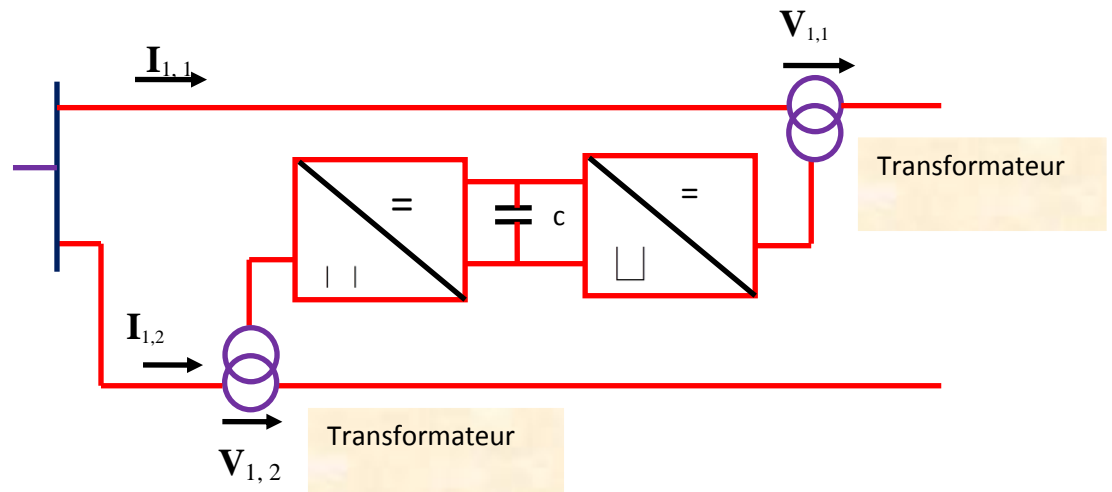 V1,1
I1, 1
Transformateur
=
=
c
I1,2
Transformateur
V1, 2